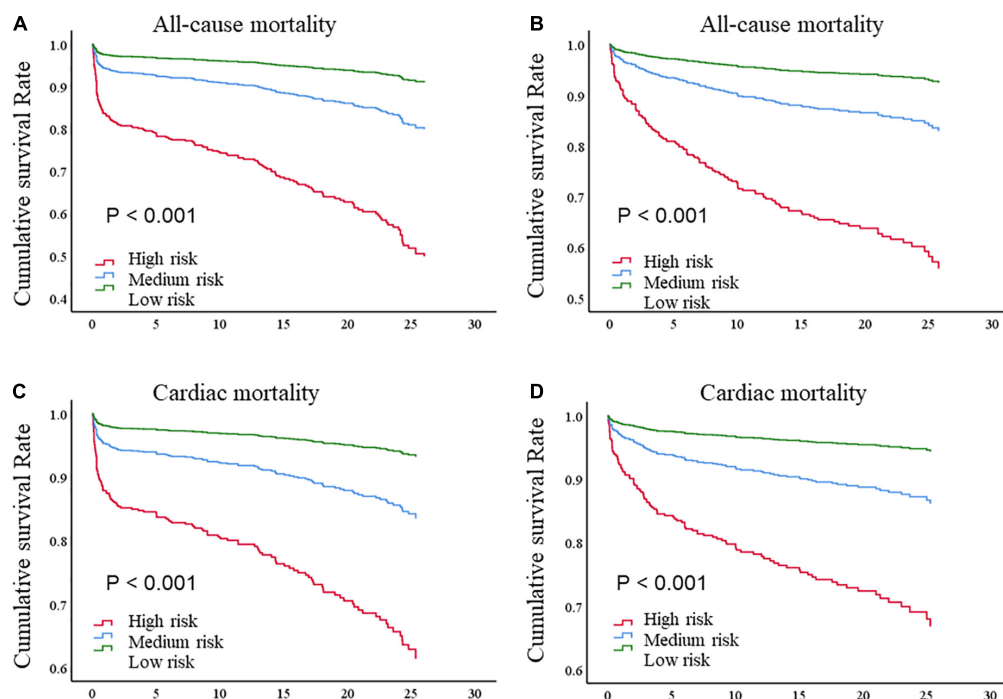 A
All-cause mortality
Cumulative survival Rate
1.0
0.9
0.8
0.7
0.6
0.5
0.4
P < 0.001
High risk
Medium risk
Low risk
0 5 10 15 20 25 30
B
All-cause mortality
Cumulative survival Rate
1.0
0.9
0.8
0.7
0.6
0.5
P < 0.001
High risk
Medium risk
Low risk
0 5 10 15 20 25 30
C
Cardiac mortality
Cumulative survival Rate
1.0
0.9
0.8
0.7
0.6
P < 0.001
High risk
Medium risk
Low risk
0 5 10 15 20 25 30
D
Cardiac mortality
Cumulative survival Rate
1.0
0.9
0.8
0.7
0.6
P < 0.001
High risk
Medium risk
Low risk
0 5 10 15 20 25 30